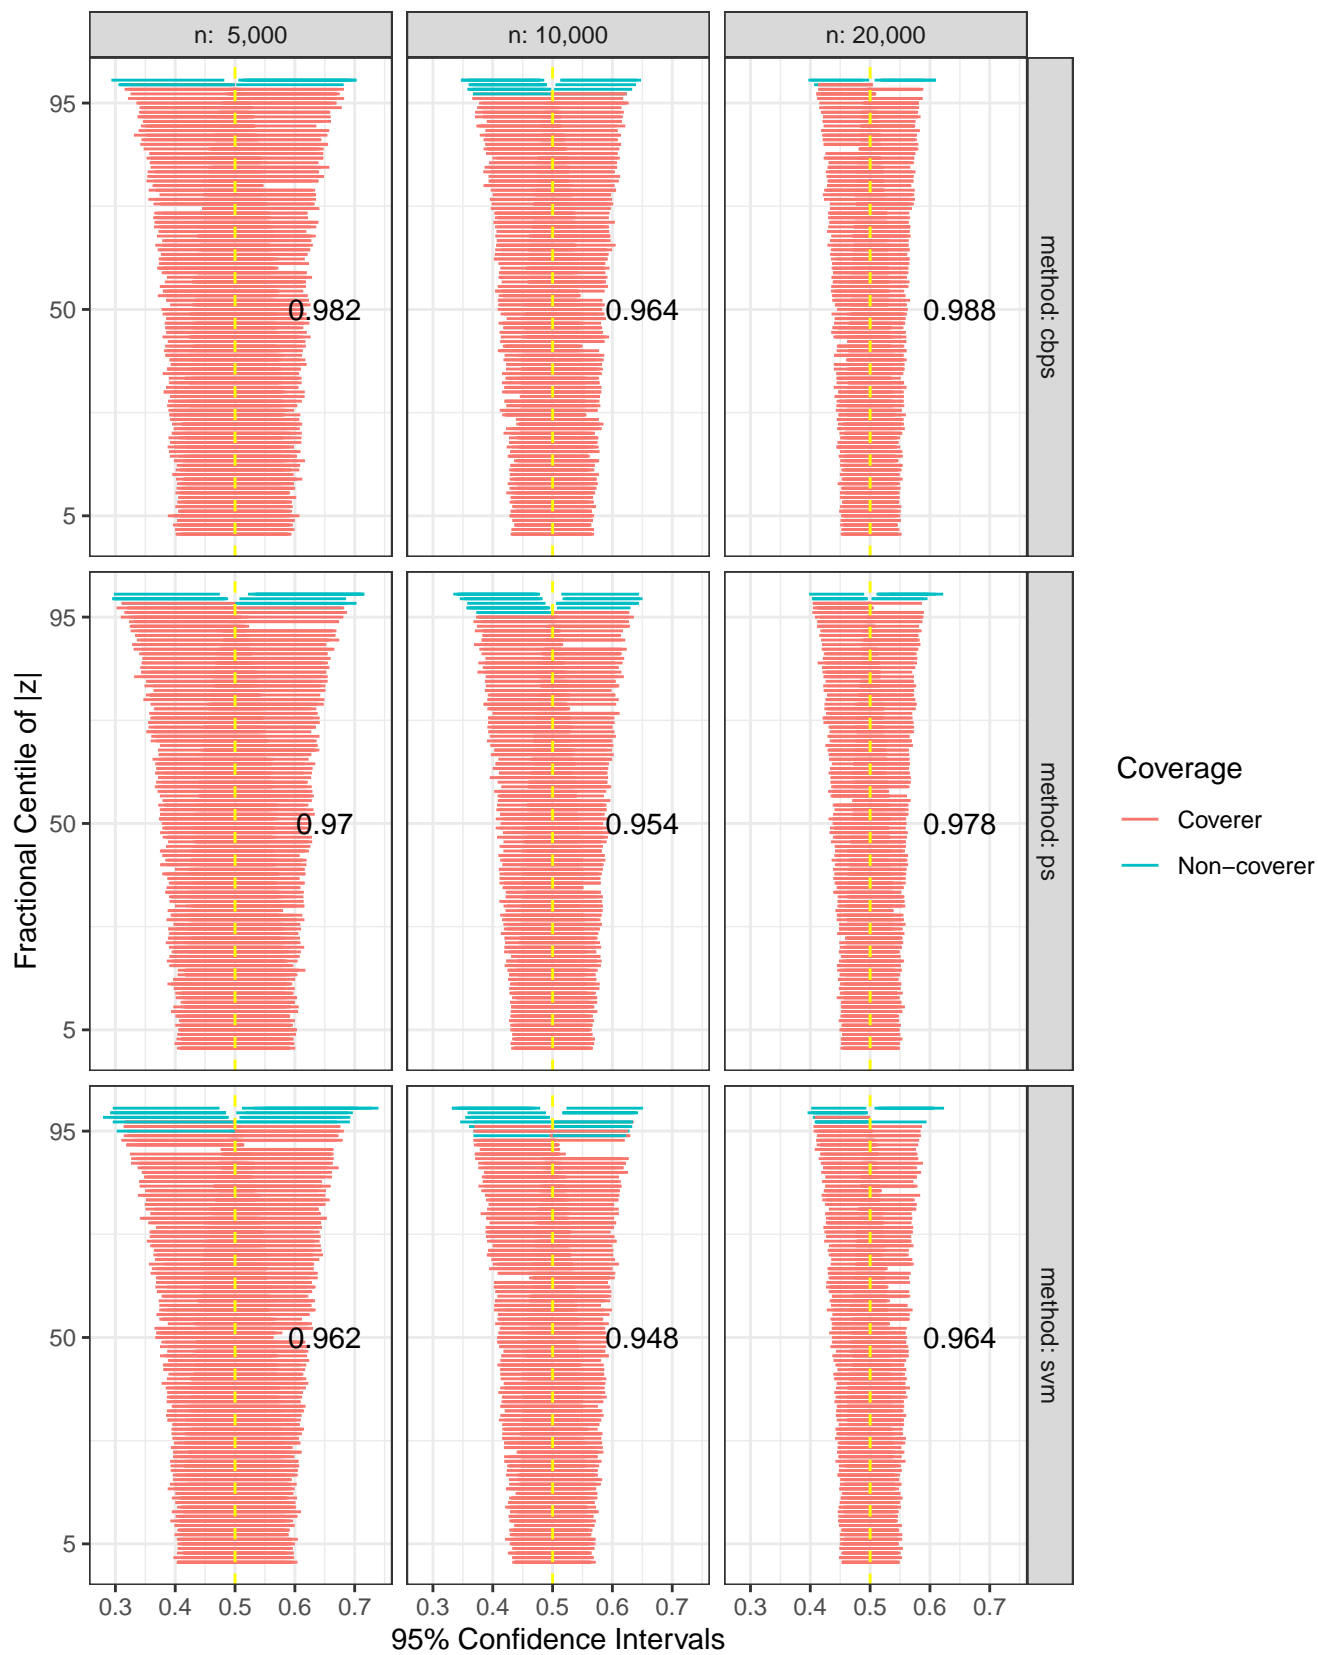 n: 5,000
n: 10,000
n: 20,000
95
50
5
0.982
0.964
0.988
method: cbps
95
50
5
0.97
0.954
0.978
method: ps
95
50
5
0.962
0.948
0.964
method: svm
Fractional Centile of |z|
0.3 0.4 0.5 0.6 0.7
0.3 0.4 0.5 0.6 0.7
0.3 0.4 0.5 0.6 0.7
95% Confidence Intervals
Coverage
Coverer
Non−coverer